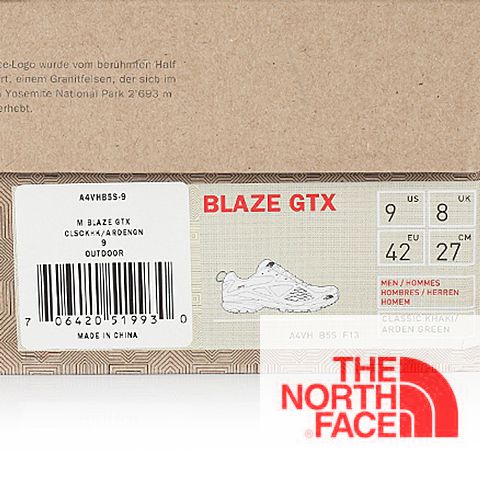 ce-Logo wurde vom berühmten Half
ert, einem Granitfelsen, der sich im
Yosemite National Park 2'693 m
erhebt.
A4VHB5S-9
M BLAZE GTX
CLSCKHK/ARDENGN
9
OUTDOOR
7 06420 51993 0
MADE IN CHINA
BLAZE GTX
9 US 8 UK
42 EU 27 CM
MEN / HOMMES
HOMBRES / HERREN
HOMEM
CLASSIC KHAKI/
ARDEN GREEN
A4VH B5S F13
THE
NORTH
FACE